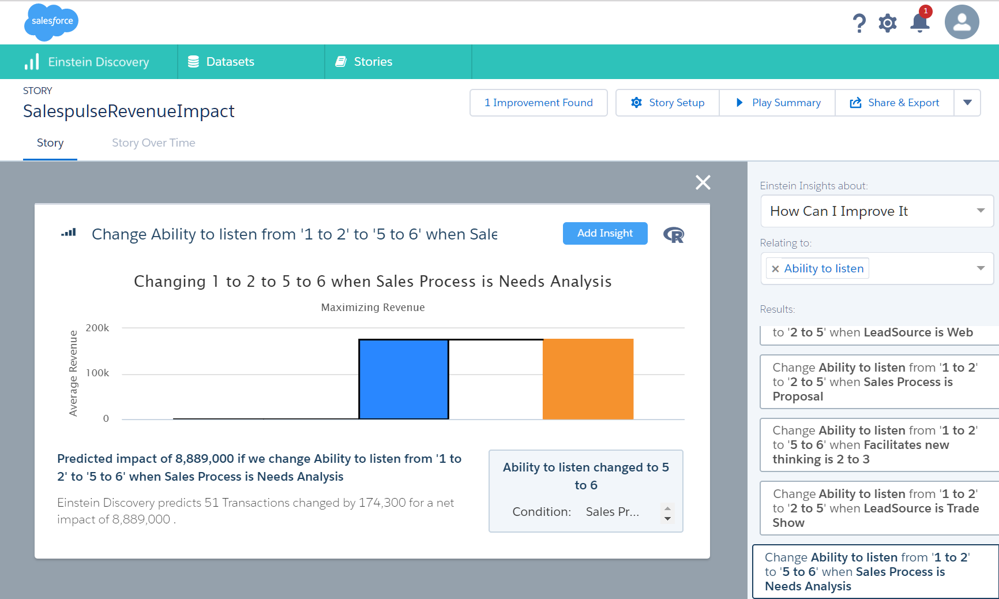 salesforce
1
Einstein Discovery
Datasets
Stories
STORY
SalespulseRevenueImpact
1 Improvement Found
Story Setup
Play Summary
Share & Export
Story
Story Over Time
Change Ability to listen from '1 to 2' to '5 to 6' when Sale
Add Insight
R
Changing 1 to 2 to 5 to 6 when Sales Process is Needs Analysis
Maximizing Revenue
Average Revenue
200k
100k
0
Predicted impact of 8,889,000 if we change Ability to listen from '1 to
2' to '5 to 6' when Sales Process is Needs Analysis
Einstein Discovery predicts 51 Transactions changed by 174,300 for a net
impact of 8,889,000 .
Ability to listen changed to 5
to 6
Condition: Sales Pr...
Einstein Insights about:
How Can I Improve It
Relating to:
× Ability to listen
Results:
to '2 to 5' when LeadSource is Web
Change Ability to listen from '1 to 2'
to '2 to 5' when Sales Process is
Proposal
Change Ability to listen from '1 to 2'
to '5 to 6' when Facilitates new
thinking is 2 to 3
Change Ability to listen from '1 to 2'
to '2 to 5' when LeadSource is Trade
Show
Change Ability to listen from '1 to 2'
to '5 to 6' when Sales Process is
Needs Analysis